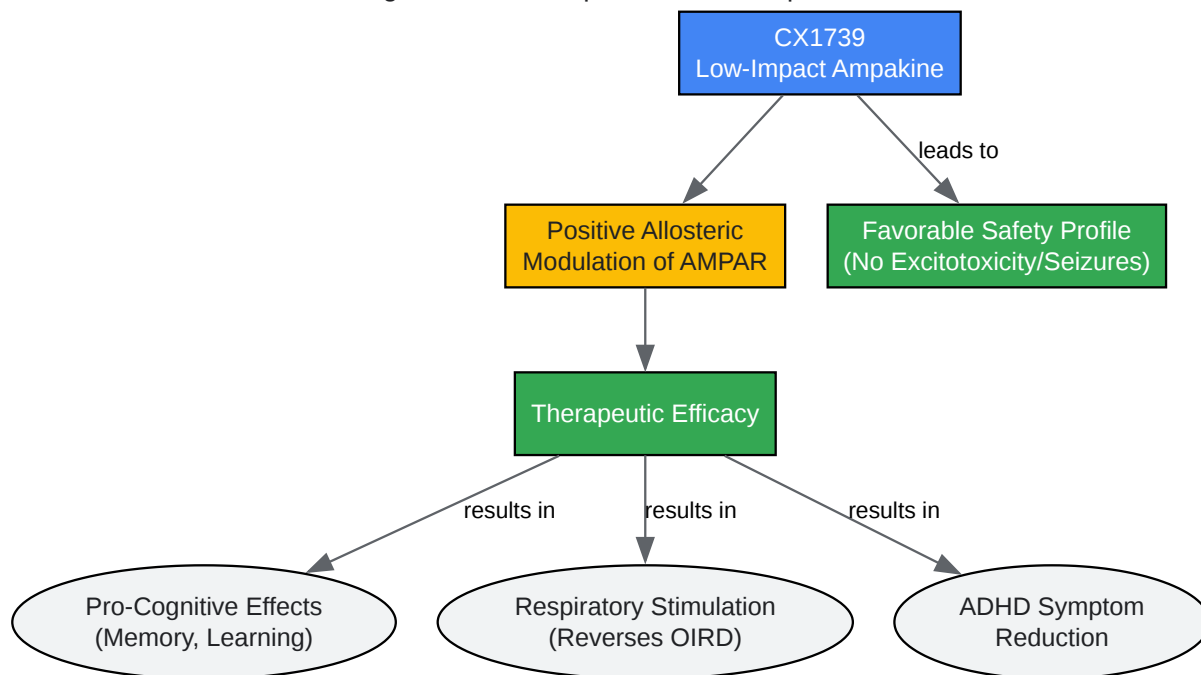 CX1739
Low-Impact Ampakine
leads to
Positive Allosteric
Modulation of AMPAR
Favorable Safety Profile
(No Excitotoxicity/Seizures)
Therapeutic Efficacy
results in
results in
results in
Pro-Cognitive Effects
(Memory, Learning)
Respiratory Stimulation
(Reverses OIRD)
ADHD Symptom
Reduction